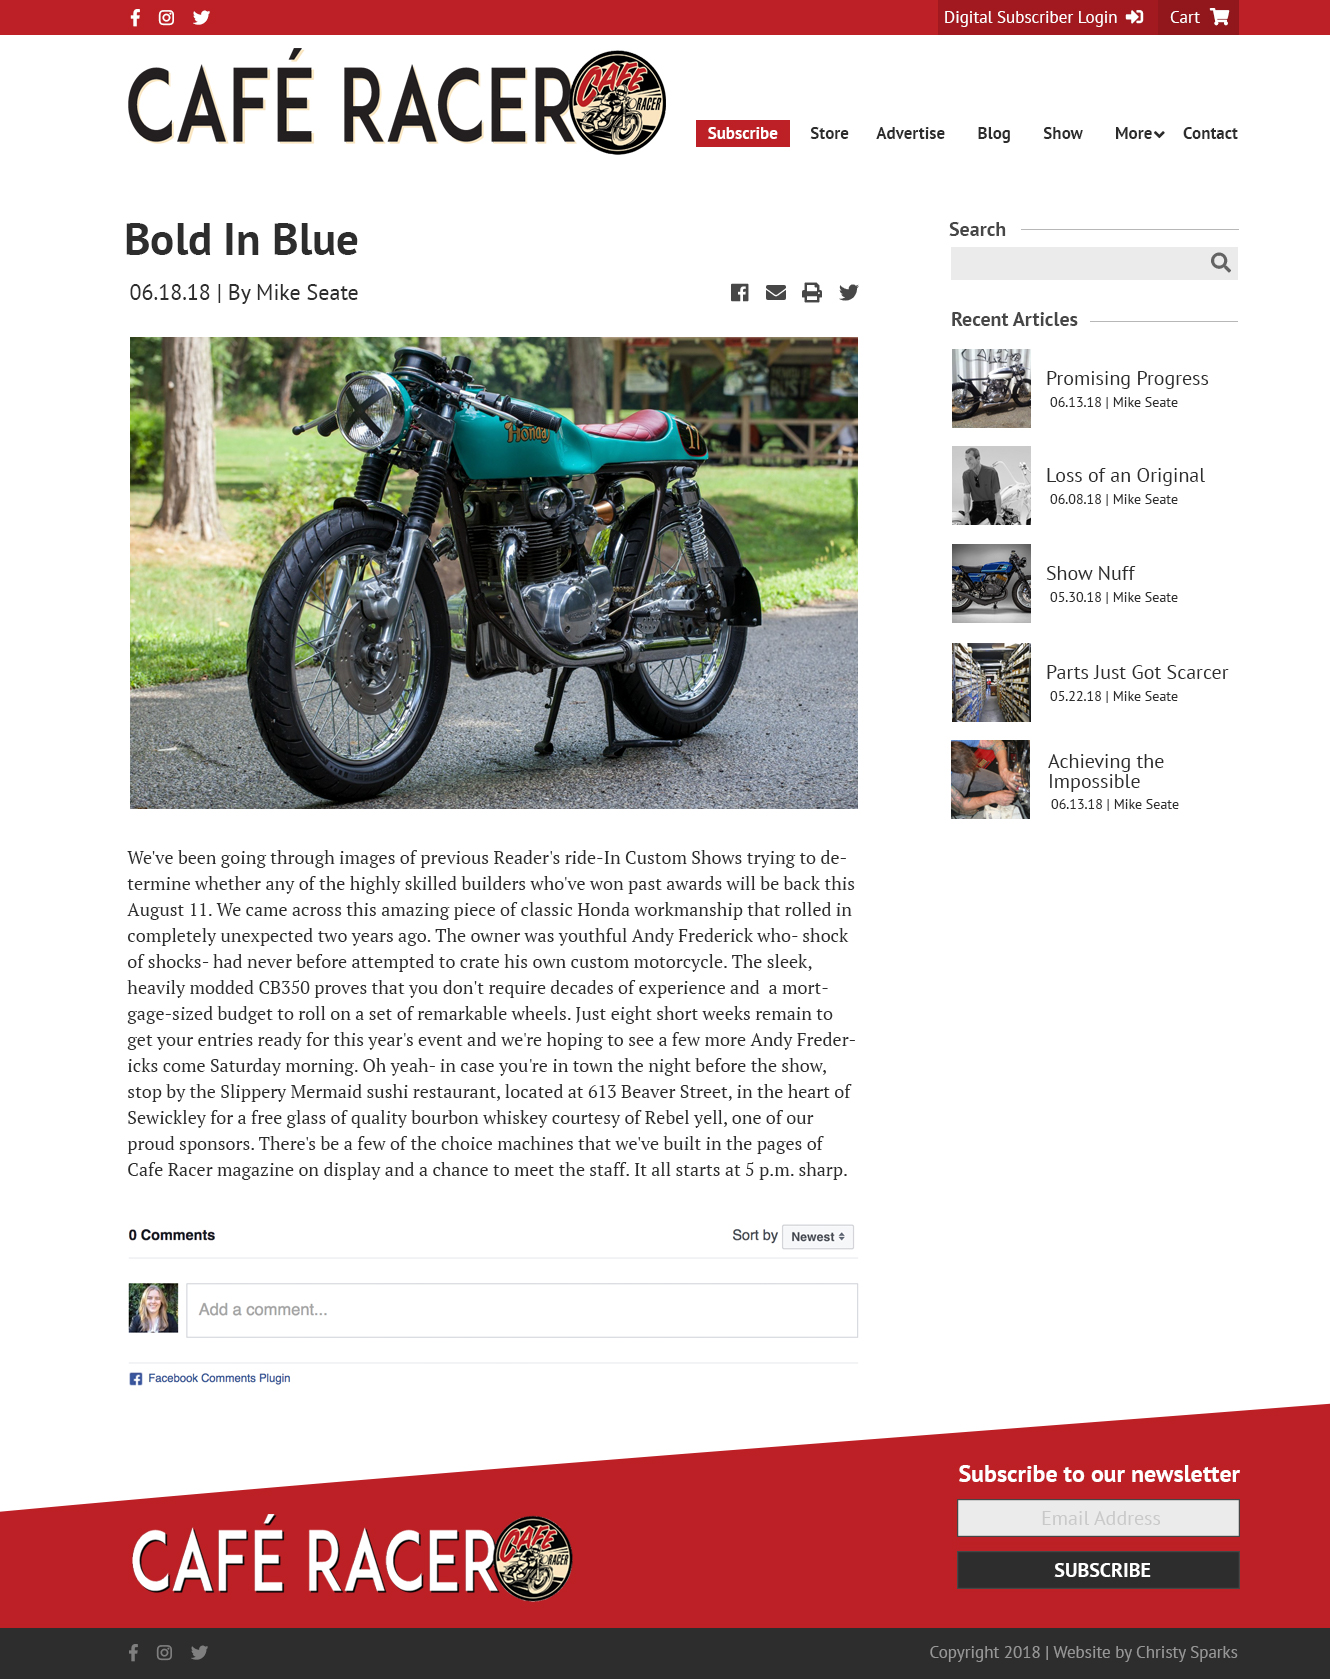 Digital Subscriber Login
Cart
CAFÉ RACER
CAFE
RACER
Subscribe
Store
Advertise
Blog
Show
More
Contact
Bold In Blue
06.18.18 | By Mike Seate
Honda
17
We've been going through images of previous Reader's ride-In Custom Shows trying to de-
termine whether any of the highly skilled builders who've won past awards will be back this
August 11. We came across this amazing piece of classic Honda workmanship that rolled in
completely unexpected two years ago. The owner was youthful Andy Frederick who- shock
of shocks- had never before attempted to crate his own custom motorcycle. The sleek,
heavily modded CB350 proves that you don't require decades of experience and  a mort-
gage-sized budget to roll on a set of remarkable wheels. Just eight short weeks remain to
get your entries ready for this year's event and we're hoping to see a few more Andy Freder-
icks come Saturday morning. Oh yeah- in case you're in town the night before the show,
stop by the Slippery Mermaid sushi restaurant, located at 613 Beaver Street, in the heart of
Sewickley for a free glass of quality bourbon whiskey courtesy of Rebel yell, one of our
proud sponsors. There's be a few of the choice machines that we've built in the pages of
Cafe Racer magazine on display and a chance to meet the staff. It all starts at 5 p.m. sharp.
0 Comments
Sort by
Newest
Add a comment...
Facebook Comments Plugin
Search
Recent Articles
Promising Progress
06.13.18 | Mike Seate
Loss of an Original
06.08.18 | Mike Seate
Show Nuff
05.30.18 | Mike Seate
Parts Just Got Scarcer
05.22.18 | Mike Seate
Achieving the
Impossible
06.13.18 | Mike Seate
CAFÉ RACER
CAFE
RACER
Subscribe to our newsletter
Email Address
SUBSCRIBE
Copyright 2018 | Website by Christy Sparks